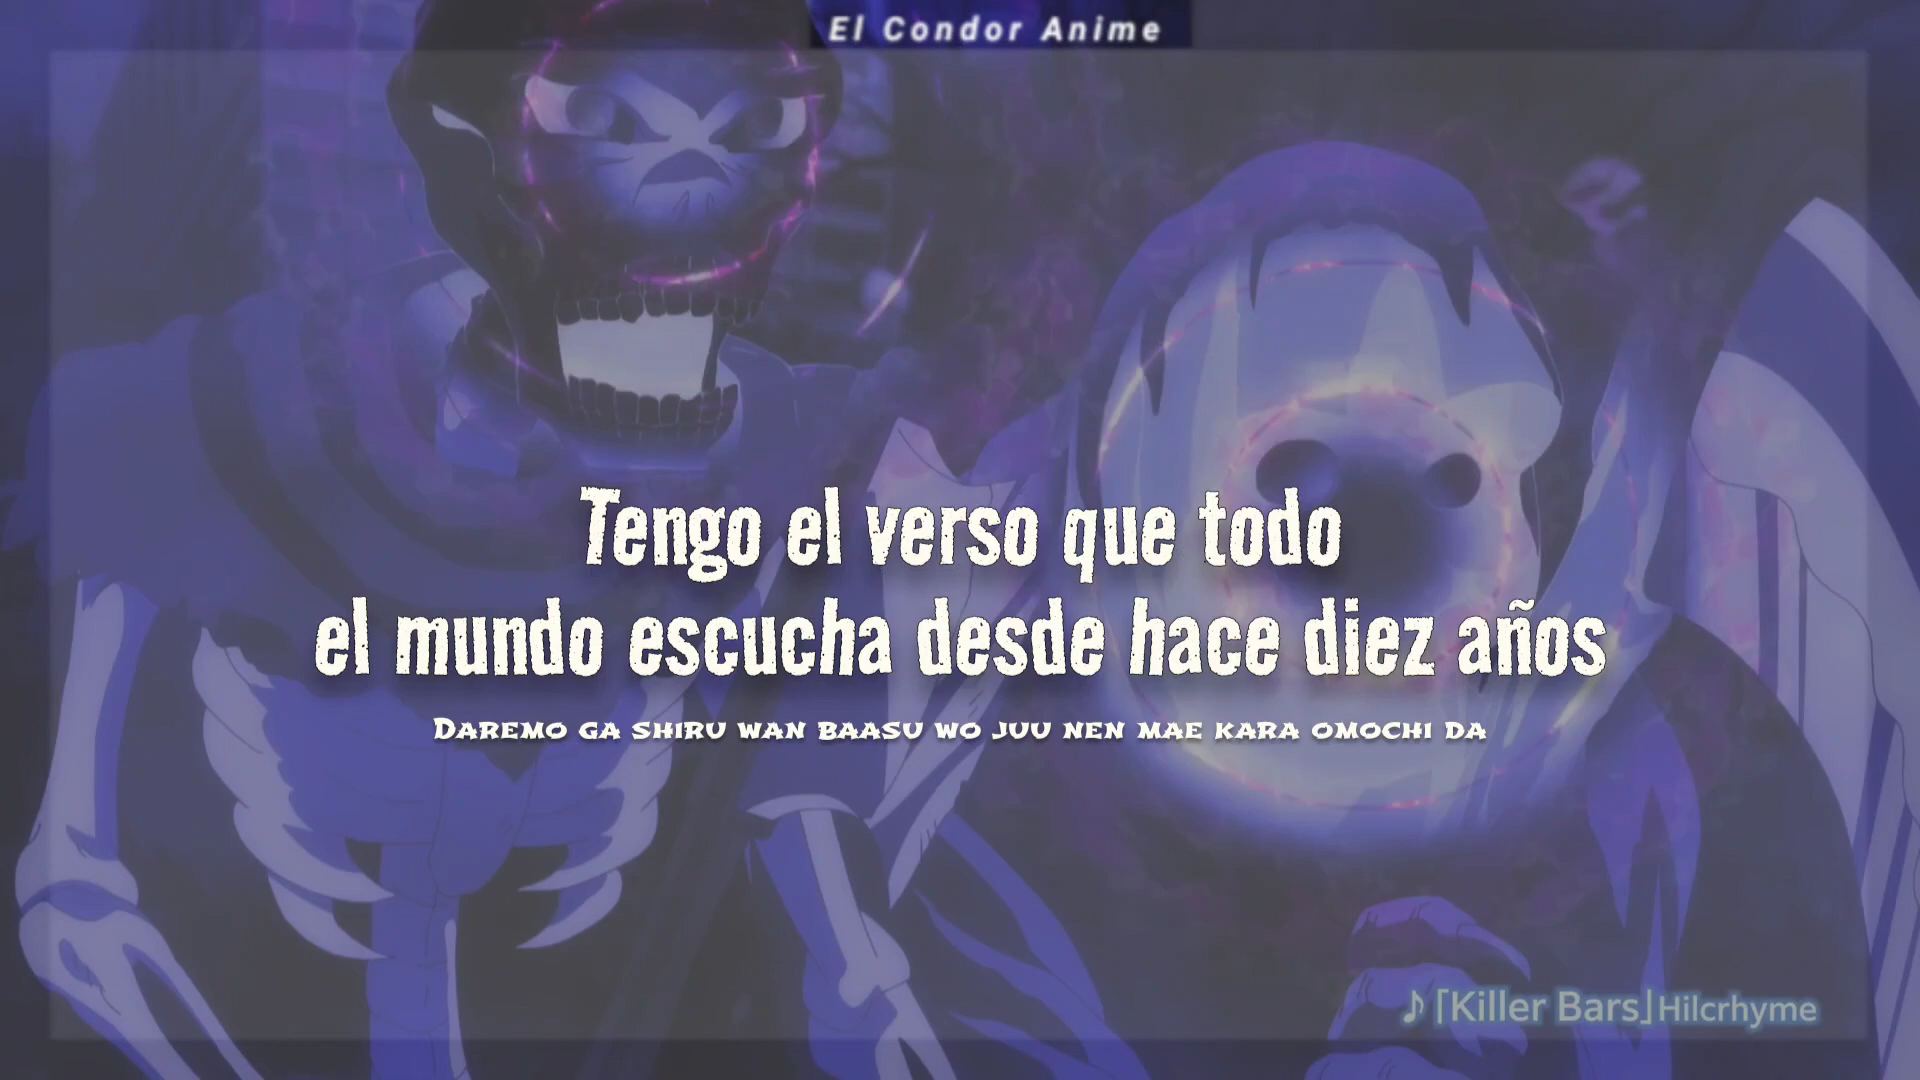 El Condor Anime
Tengo el verso que todo
el mundo escucha desde hace diez años
Daremo ga shiru wan baasu wo juu nen mae kara omochi da
♪「Killer Bars」Hilcrhyme